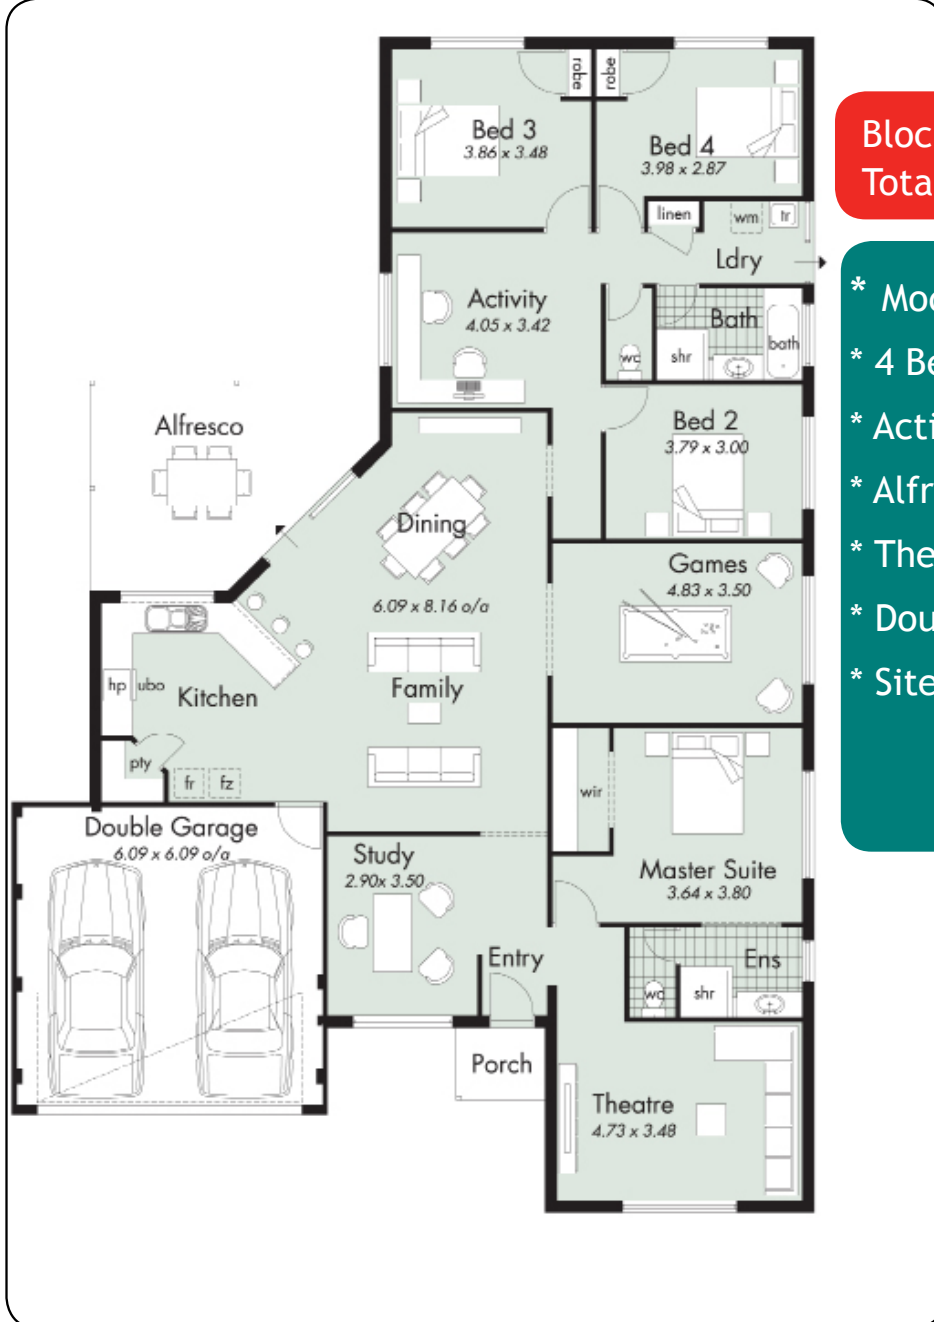 robe
robe
Bed 3
3.86 x 3.48
Bed 4
3.98 x 2.87
linen
wm
tr
Ldry
Activity
4.05 x 3.42
Bath
bath
wc
shr
Alfresco
Bed 2
3.79 x 3.00
Dining
Games
4.83 x 3.50
6.09 x 8.16 o/a
hp
ubo
Kitchen
Family
pty
fr
fz
wir
Double Garage
6.09 x 6.09 o/a
Study
2.90x 3.50
Master Suite
3.64 x 3.80
Entry
Ens
wc
shr
Porch
Theatre
4.73 x 3.48
Bloc
Tota
* Moc
* 4 Be
* Acti
* Alfr
* The
* Dou
* Site